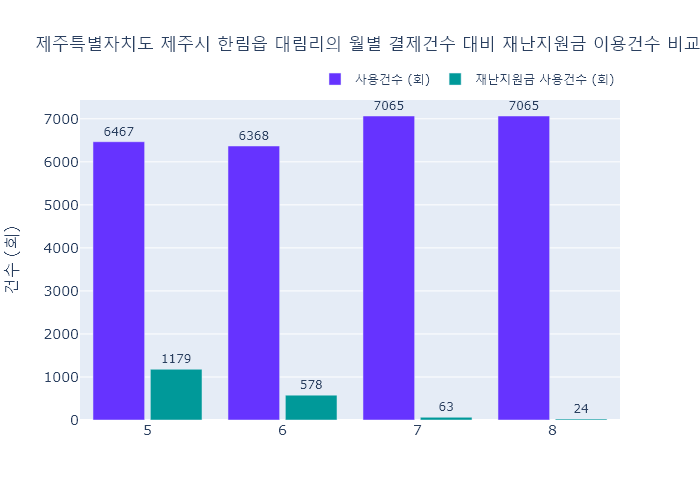 제주특별자치도 제주시 한림읍 대림리의 월별 결제건수 대비 재난지원금 이용건수 비교
사용건수 (회) 재난지원금 사용건수 (회)
건수 (회)
7000
6000
5000
4000
3000
2000
1000
0
6467 6368 7065 7065
1179 578 63 24
5 6 7 8